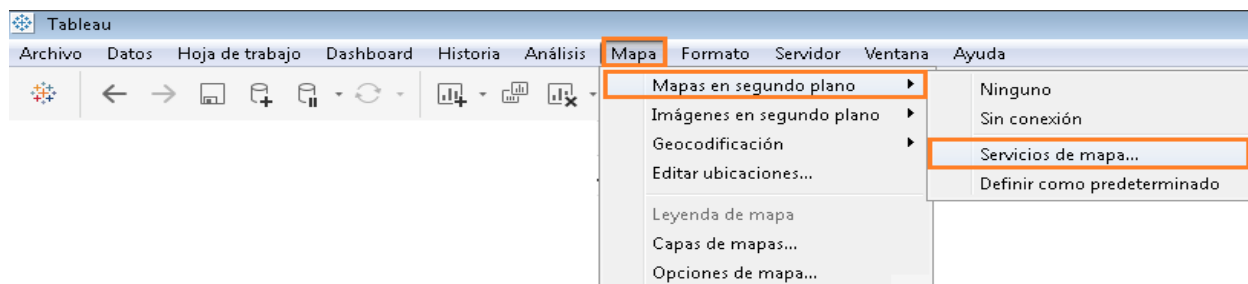 Tableau
Archivo Datos Hoja de trabajo Dashboard Historia Análisis Mapa Formato Servidor Ventana Ayuda
Mapas en segundo plano
Imágenes en segundo plano
Geocodificación
Editar ubicaciones...
Leyenda de mapa
Capas de mapas...
Opciones de mapa...
Ninguno
Sin conexión
Servicios de mapa...
Definir como predeterminado